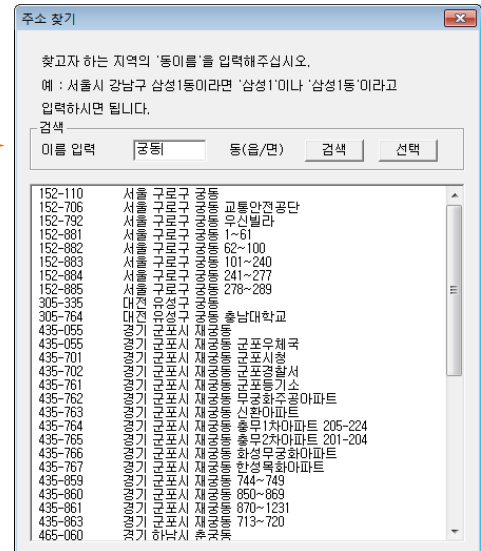 주소 찾기
찾고자 하는 지역의 '동이름'을 입력해주십시오.
예 : 서울시 강남구 삼성1동이라면 '삼성1'이나 '삼성1동'이라고
입력하시면 됩니다.
검색
이름 입력 궁동 동(읍/면) 검색 선택
152-110 서울 구로구 궁동
152-706 서울 구로구 궁동 교통안전공단
152-792 서울 구로구 궁동 우신빌라
152-881 서울 구로구 궁동 1~61
152-882 서울 구로구 궁동 62~100
152-883 서울 구로구 궁동 101~240
152-884 서울 구로구 궁동 241~277
152-885 서울 구로구 궁동 278~289
305-335 대전 유성구 궁동
305-764 대전 유성구 궁동 충남대학교
435-055 경기 군포시 재궁동
435-055 경기 군포시 재궁동 군포우체국
435-701 경기 군포시 재궁동 군포시청
435-702 경기 군포시 재궁동 군포경찰서
435-761 경기 군포시 재궁동 군포등기소
435-762 경기 군포시 재궁동 무궁화주공아파트
435-763 경기 군포시 재궁동 신환아파트
435-764 경기 군포시 재궁동 충무1차아파트 205-224
435-765 경기 군포시 재궁동 충무2차아파트 201-204
435-766 경기 군포시 재궁동 화성무궁화아파트
435-767 경기 군포시 재궁동 한성목화아파트
435-859 경기 군포시 재궁동 744~749
435-860 경기 군포시 재궁동 850~869
435-861 경기 군포시 재궁동 870~1231
435-863 경기 군포시 재궁동 713~720
465-060 경기 하남시 춘궁동